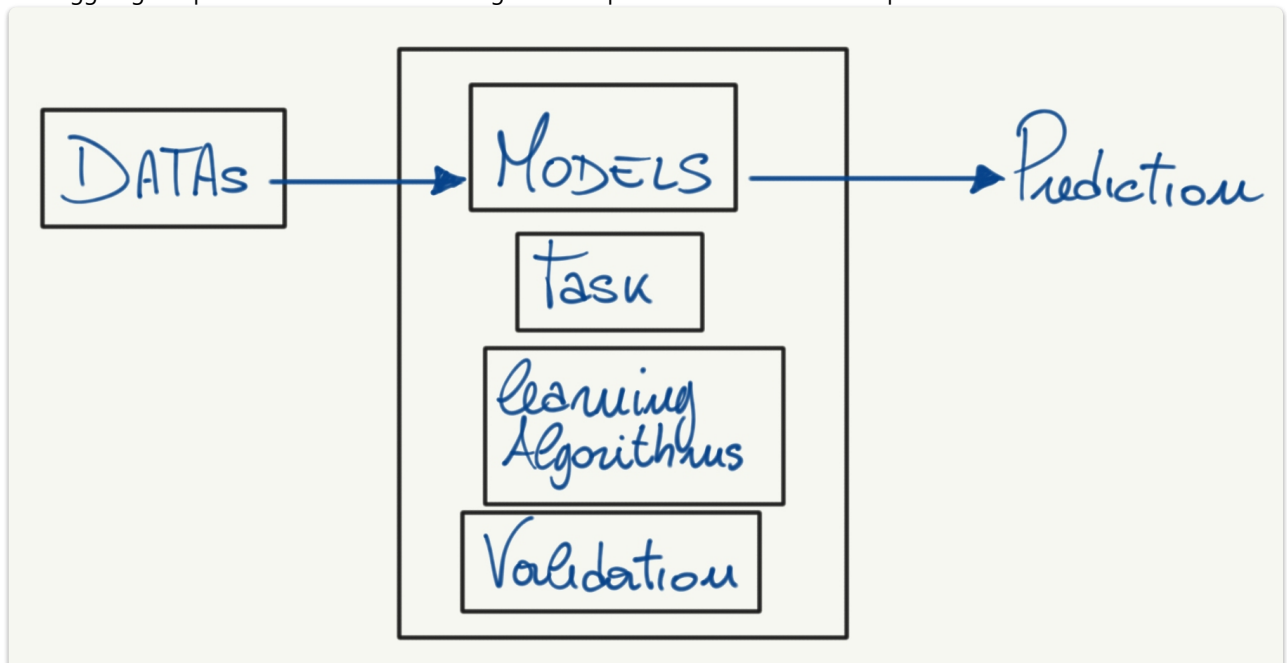 DATAs
MODELS
Prediction
Task
learning
Algorithms
Validation